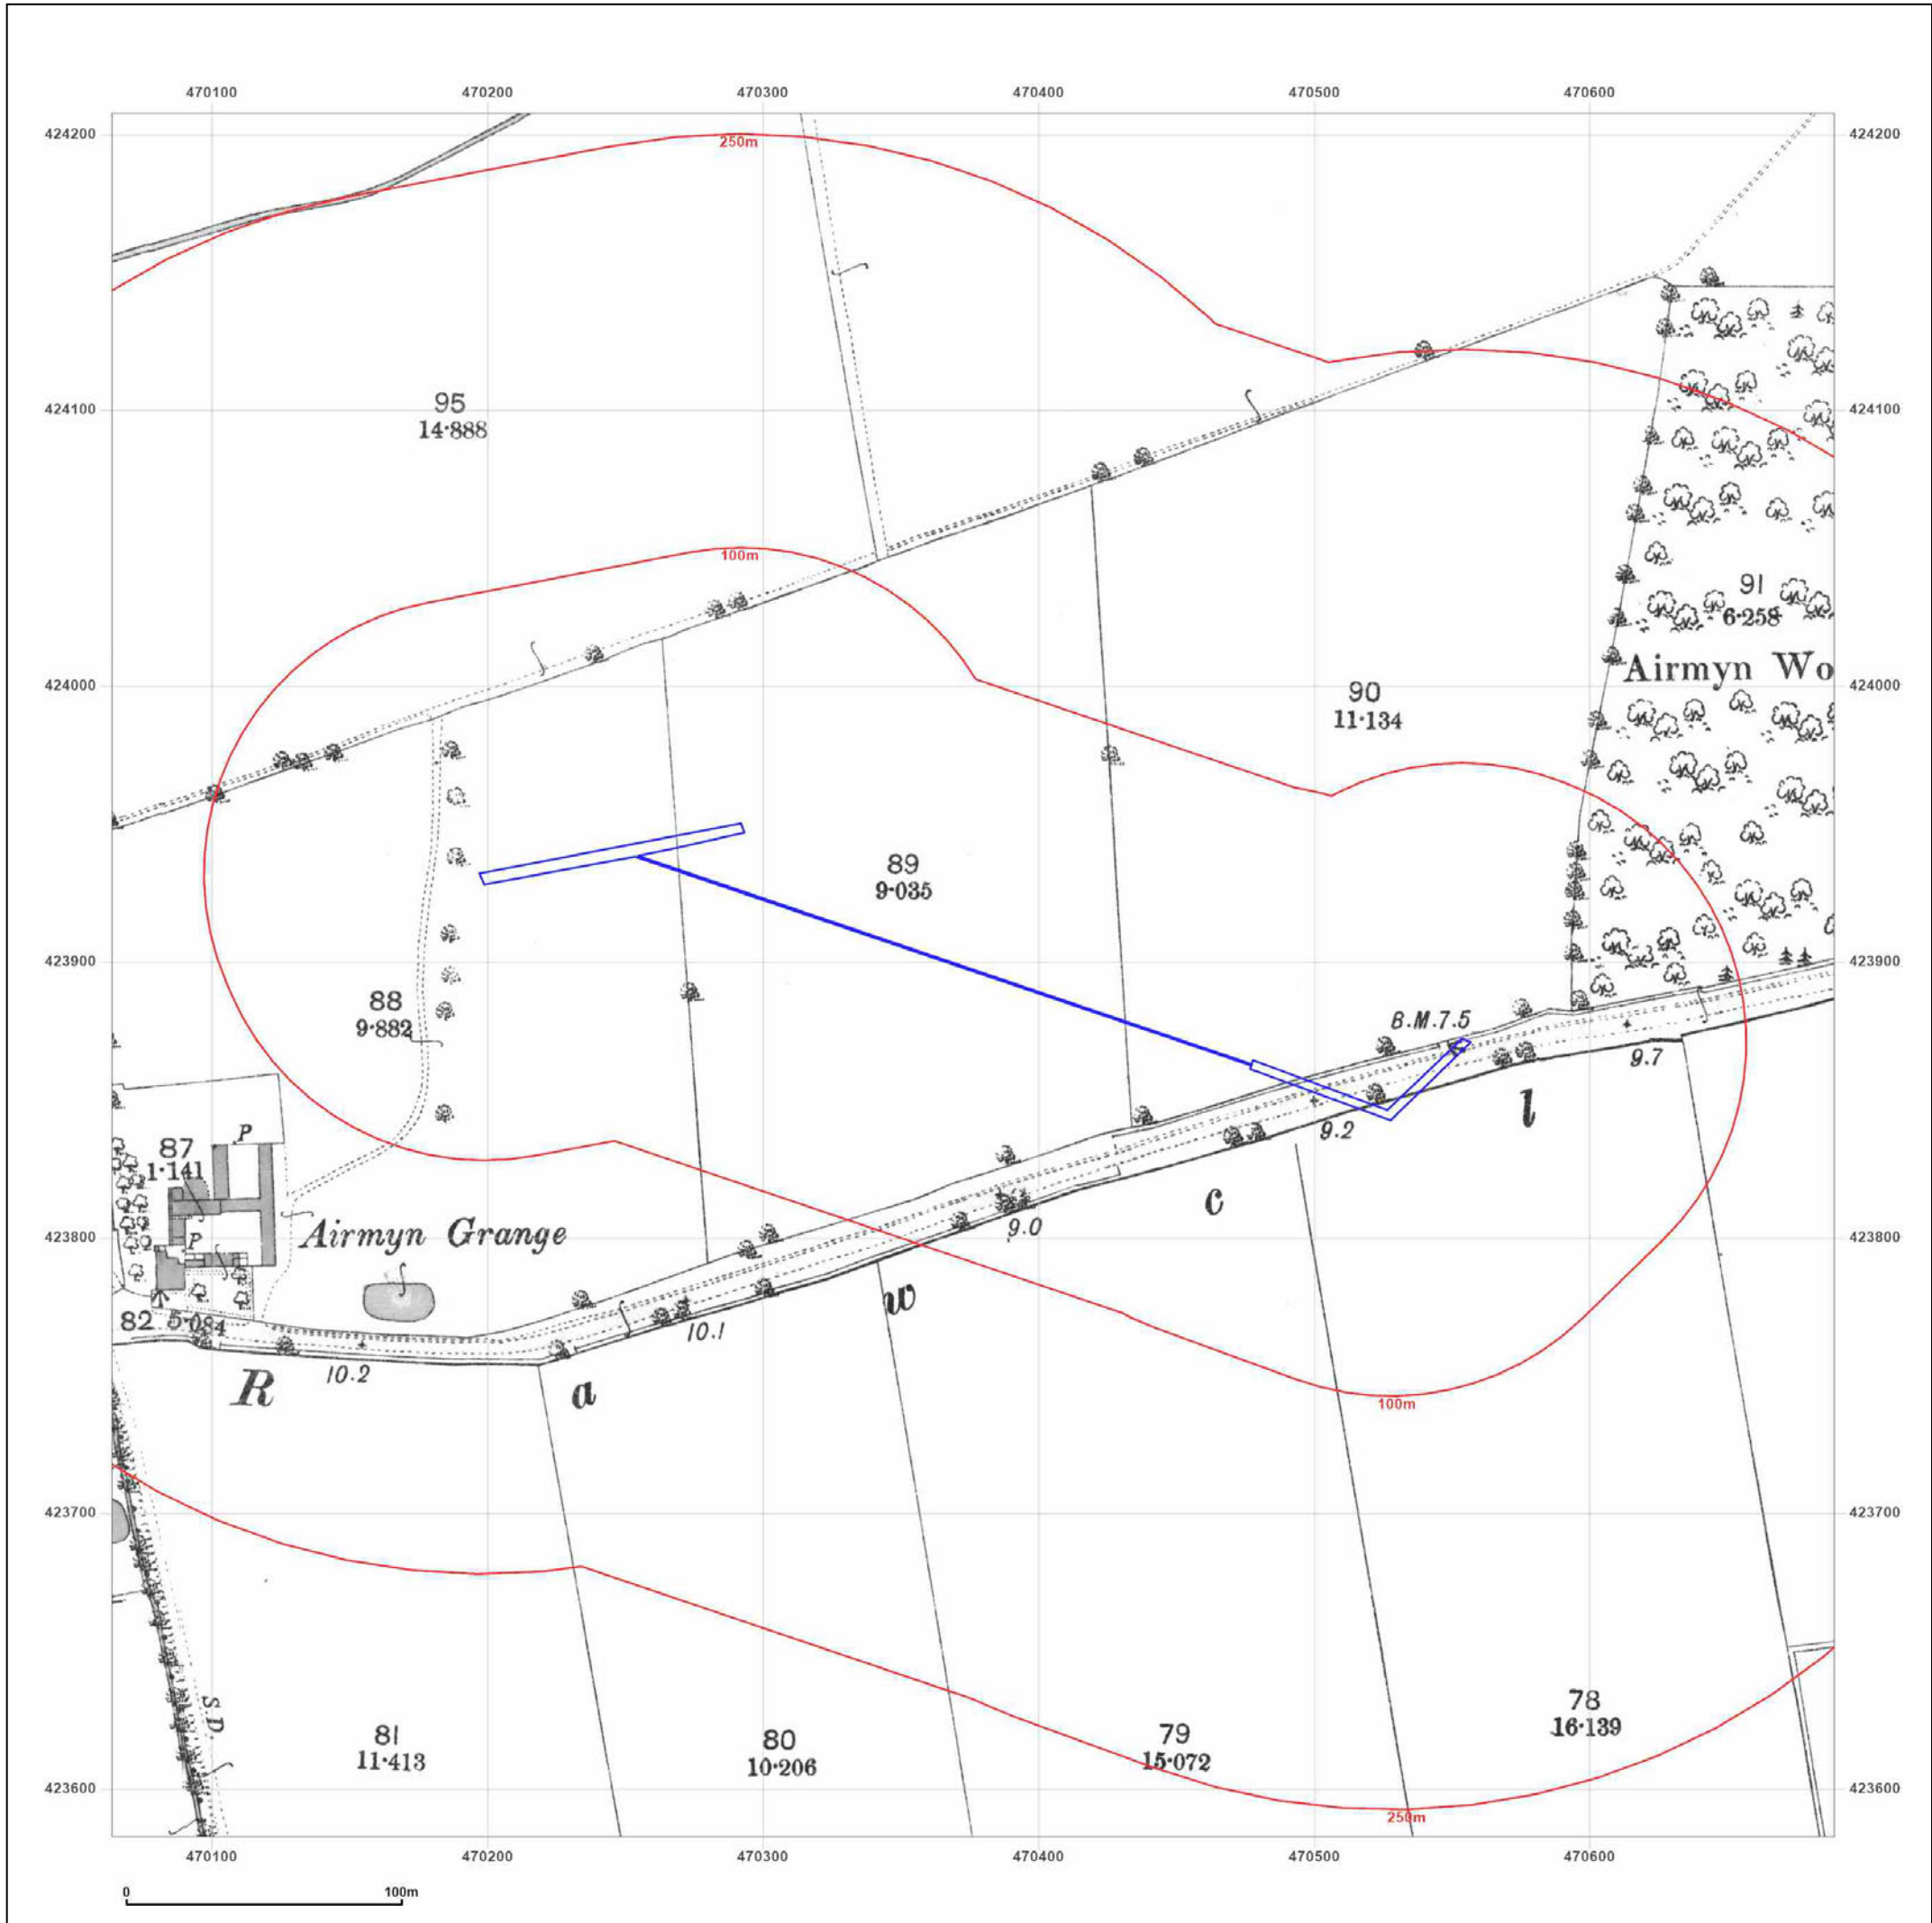 470100 470200 470300 470400 470500 470600
424200 424200
250m
424100 424100
95
14·888
100m
91
6·258
Airmyn Wo
424000 424000
90
11·134
89
9·035
423900 423900
88
9·882
B.M.7.5
9.7
9.2
l
87
1·141
P
P
c
Airmyn Grange
9.0
423800 423800
w
82 5·084
10.1
10.2
R
a
100m
423700 423700
S.D.
78
16·139
81
11·413
80
10·206
79
15·072
423600 423600
250m
470100 470200 470300 470400 470500 470600
0 100m